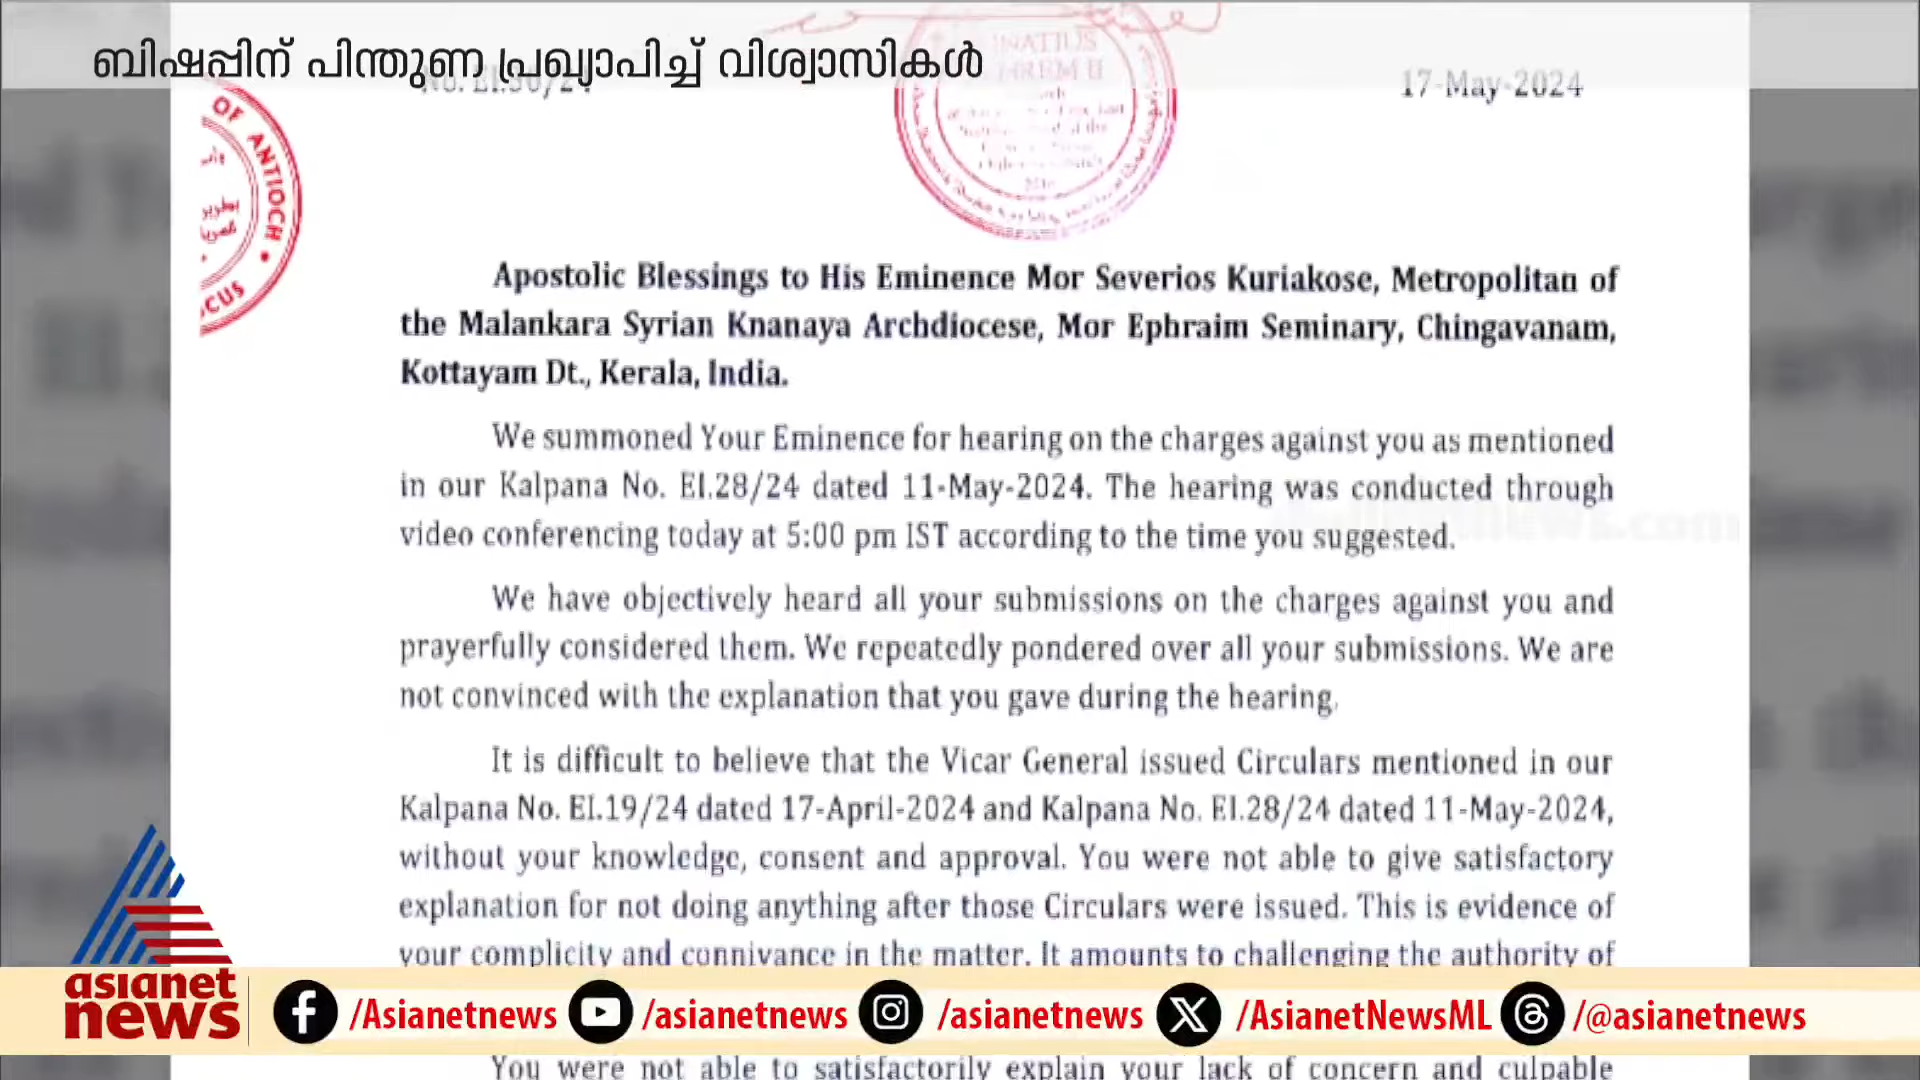 ബിഷപ്പിന് പിന്തുണ പ്രഖ്യാപിച്ച് വിശ്വാസികൾ
No. EI.30/24
17-May-2024
OF ANTIOCH
Apostolic Blessings to His Eminence Mor Severios Kuriakose, Metropolitan of
the Malankara Syrian Knanaya Archdiocese, Mor Ephraim Seminary, Chingavanam,
Kottayam Dt., Kerala, India.
We summoned Your Eminence for hearing on the charges against you as mentioned
in our Kalpana No. EI.28/24 dated 11-May-2024. The hearing was conducted through
video conferencing today at 5:00 pm IST according to the time you suggested.
We have objectively heard all your submissions on the charges against you and
prayerfully considered them. We repeatedly pondered over all your submissions. We are
not convinced with the explanation that you gave during the hearing.
It is difficult to believe that the Vicar General issued Circulars mentioned in our
Kalpana No. EI.19/24 dated 17-April-2024 and Kalpana No. EI.28/24 dated 11-May-2024,
without your knowledge, consent and approval. You were not able to give satisfactory
explanation for not doing anything after those Circulars were issued. This is evidence of
your complicity and connivance in the matter. It amounts to challenging the authority of
asianet
news
/Asianetnews /asianetnews /asianetnews /AsianetNewsML /@asianetnews
You were not able to satisfactorily explain your lack of concern and culpable